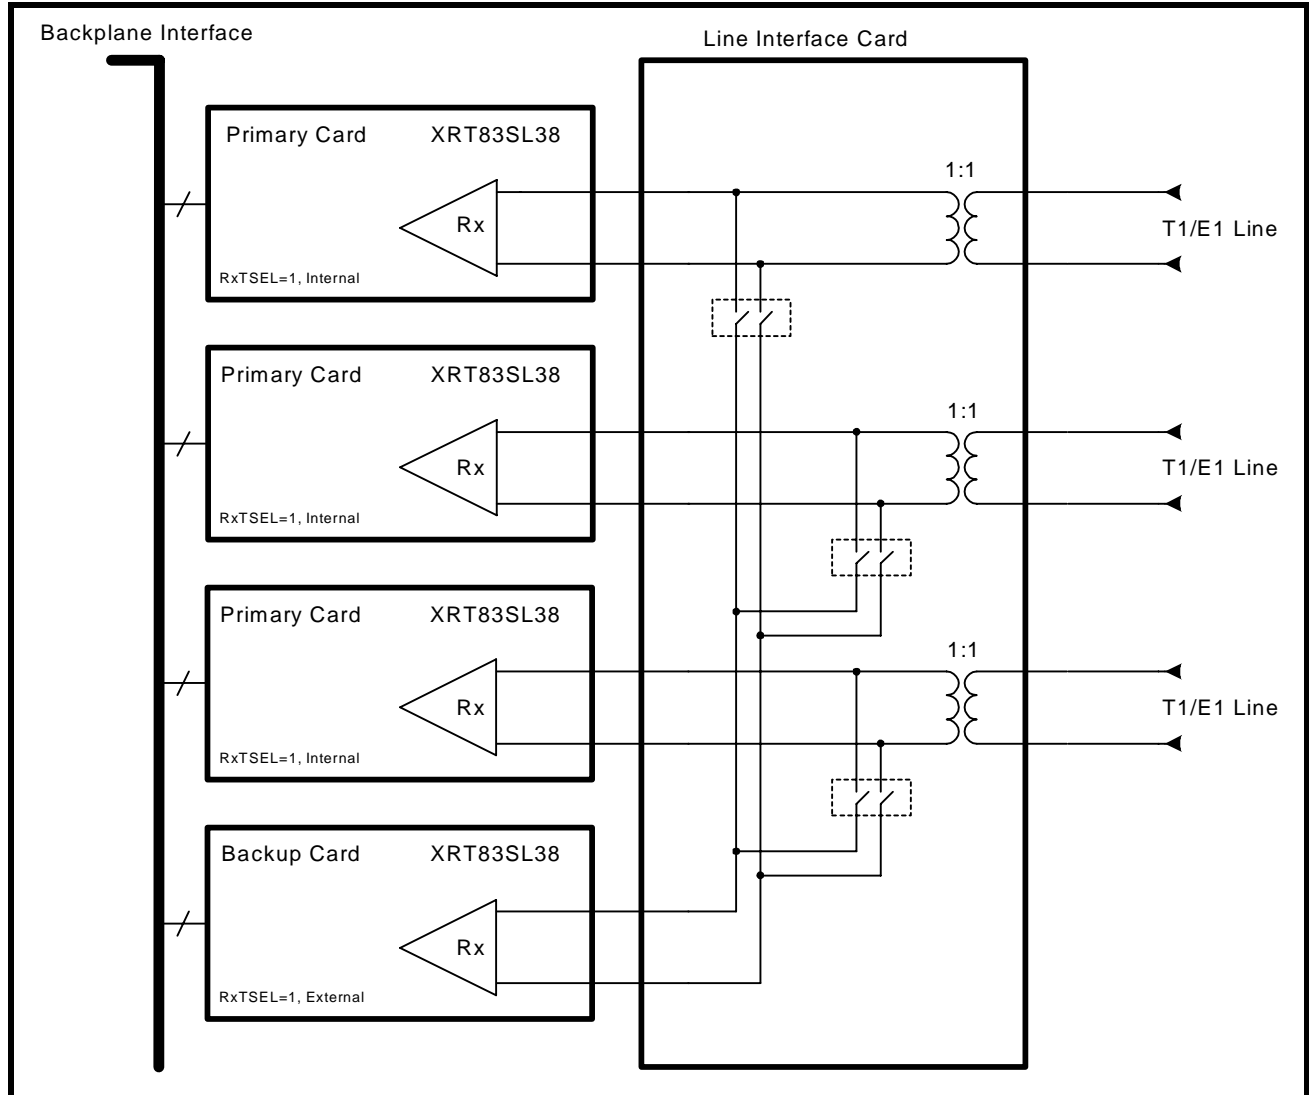 Backplane Interface
Line Interface Card
Primary Card XRT83SL38
1:1
Rx
T1/E1 Line
RxTSEL=1, Internal
Primary Card XRT83SL38
1:1
Rx
T1/E1 Line
RxTSEL=1, Internal
Primary Card XRT83SL38
1:1
Rx
T1/E1 Line
RxTSEL=1, Internal
Backup Card XRT83SL38
Rx
RxTSEL=1, External